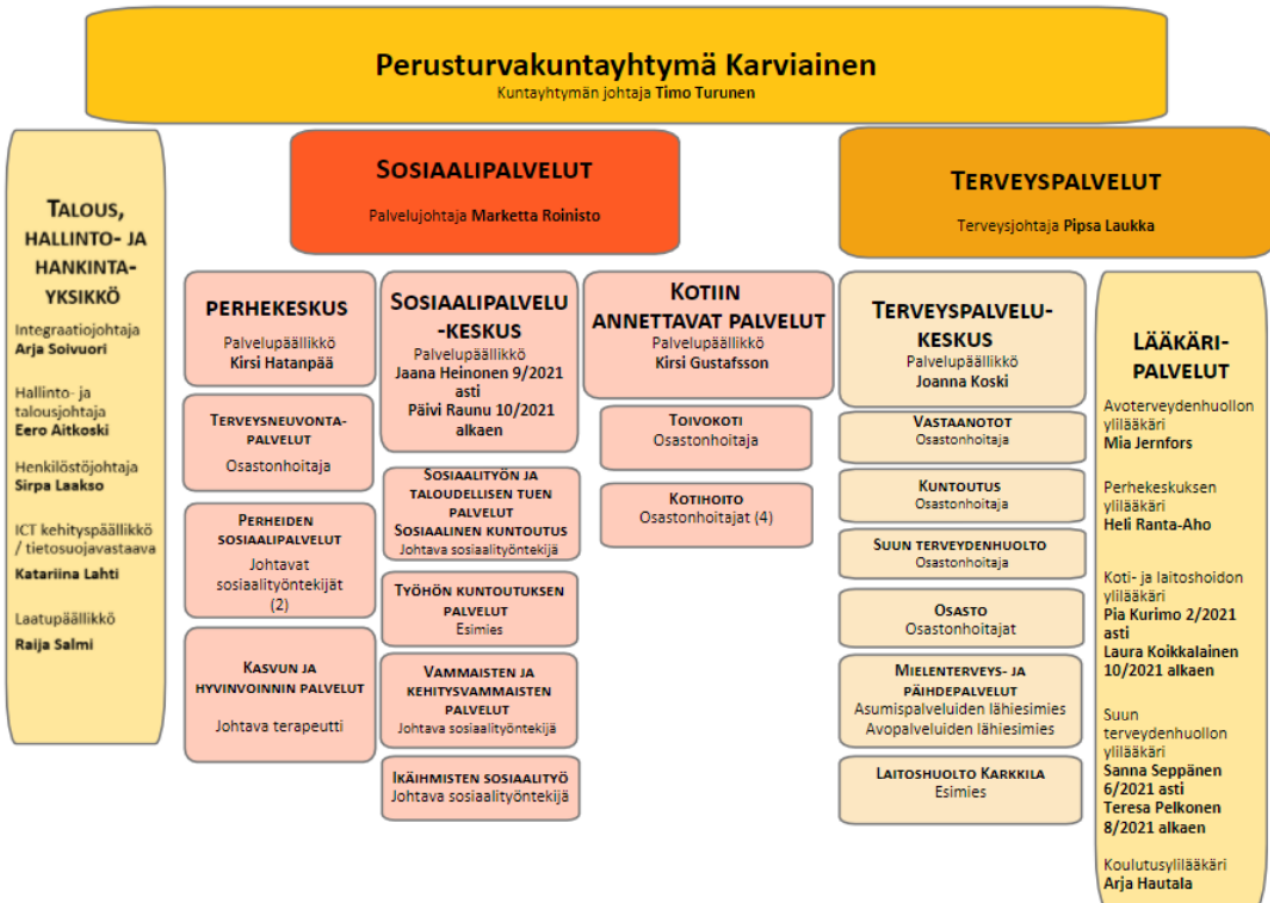 Perusturvakuntayhtymä Karviainen
Kuntayhtymän johtaja Timo Turunen
TALOUS,
HALLINTO- JA
HANKINTA-
YKSIKKÖ
Integraatiojohtaja
Arja Soivuori
Hallinto- ja
talousjohtaja
Eero Aitkoski
Henkilöstöjohtaja
Sirpa Laakso
ICT kehityspäällikkö
/ tietosuojavastaava
Katariina Lahti
Laatupäällikkö
Raija Salmi
SOSIAALIPALVELUT
Palvelujohtaja Marketta Roinisto
PERHEKESKUS
Palvelupäällikkö
Kirsi Hatanpää
TERVEYSNEUVONTA-
PALVELUT
Osastonhoitaja
PERHEIDEN
SOSIAALIPALVELUT
Johtavat
sosiaalityöntekijät
(2)
KASVUN JA
HYVINVOINNIN PALVELUT
Johtava terapeutti
SOSIAALIPALVELU
-KESKUS
Palvelupäällikkö
Jaana Heinonen 9/2021
asti
Päivi Raunu 10/2021
alkaen
SOSIAALITYÖN JA
TALOUDELLISEN TUEN
PALVELUT
SOSIAALINEN KUNTOUTUS
Johtava sosiaalityöntekijä
TYÖHÖN KUNTOUTUKSEN
PALVELUT
Esimies
VAMMAISTEN JA
KEHITYSVAMMAISTEN
PALVELUT
Johtava sosiaalityöntekijä
IKÄIHMISTEN SOSIAALITYÖ
Johtava sosiaalityöntekijä
KOTIIN
ANNETTAVAT PALVELUT
Palvelupäällikkö
Kirsi Gustafsson
TOIVOKOTI
Osastonhoitaja
KOTIHOITO
Osastonhoitajat (4)
TERVEYSPALVELUT
Terveysjohtaja Pipsa Laukka
TERVEYSPALVELU-
KESKUS
Palvelupäällikkö
Joanna Koski
VASTAANOTOT
Osastonhoitaja
KUNTOUTUS
Osastonhoitaja
SUUN TERVEYDENHUOLTO
Osastonhoitaja
OSASTO
Osastonhoitajat
MIELENTERVEYS- JA
PÄIHDEPALVELUT
Asumispalveluiden lähiesimies
Avopalveluiden lähiesimies
LAITOSHUOLTO KARKKILA
Esimies
LÄÄKÄRI-
PALVELUT
Avoterveydenhuollon
ylilääkäri
Mia Jernfors
Perhekeskuksen
ylilääkäri
Heli Ranta-Aho
Koti- ja laitoshoidon
ylilääkäri
Pia Kurimo 2/2021
asti
Laura Koikkalainen
10/2021 alkaen
Suun
terveydenhuollon
ylilääkäri
Sanna Seppänen
6/2021 asti
Teresa Pelkonen
8/2021 alkaen
Koulutusylilääkäri
Arja Hautala